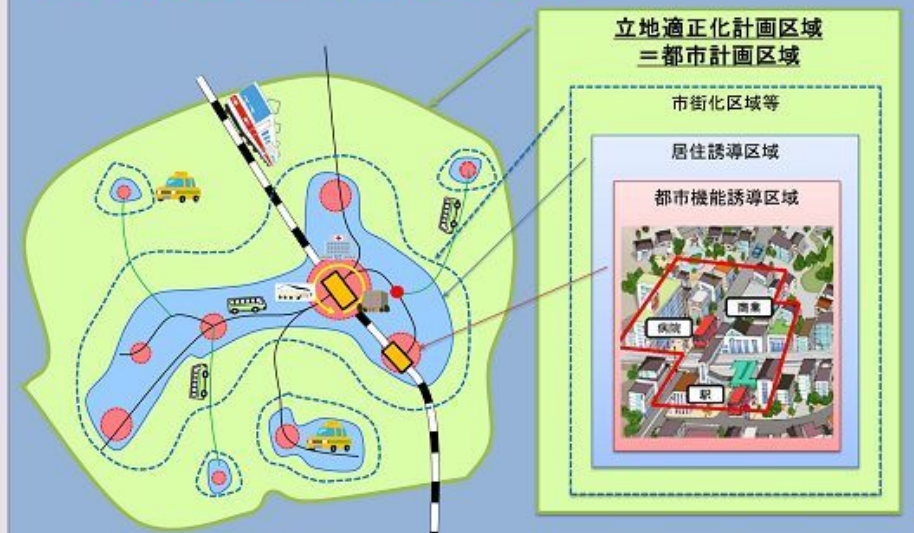 立地適正化計画区域
＝都市計画区域
市街化区域等
居住誘導区域
都市機能誘導区域
病院
商業
駅